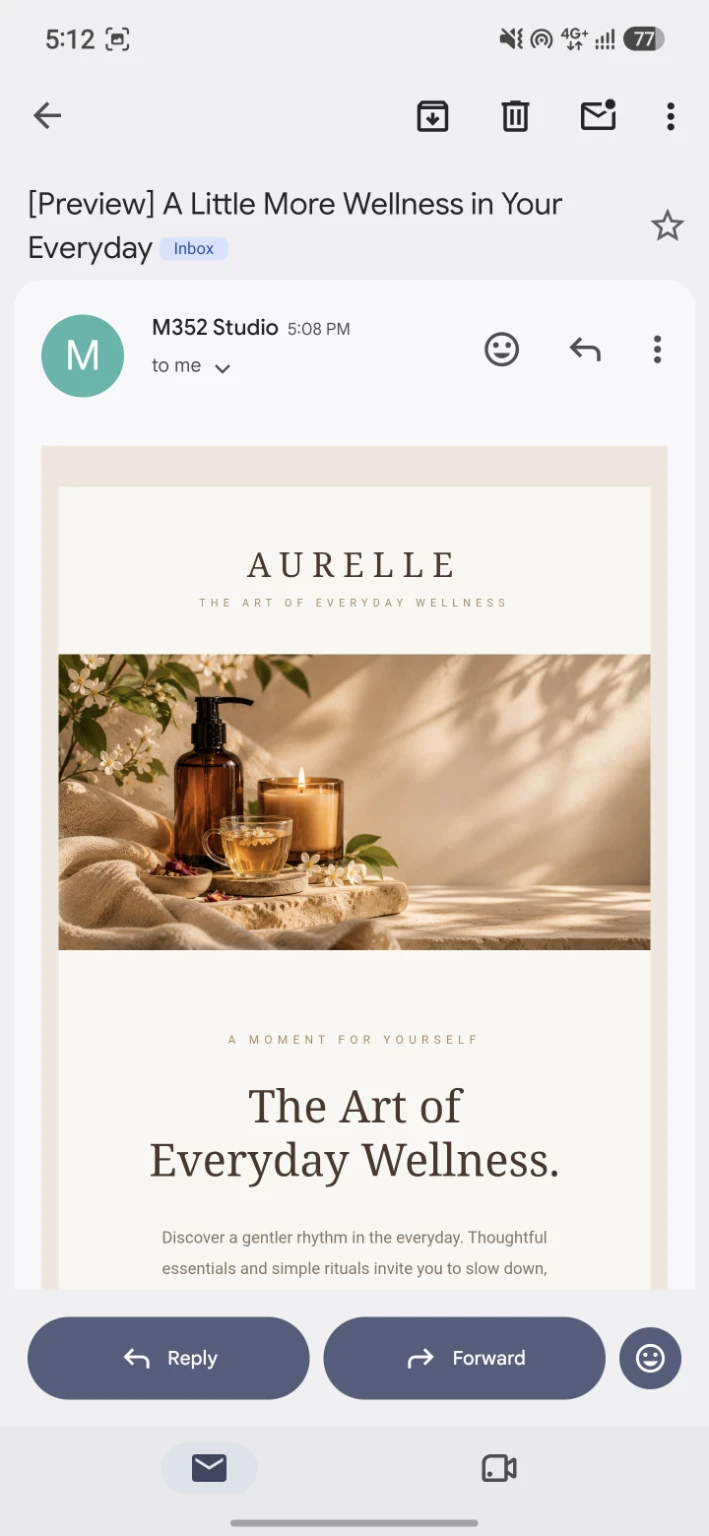 5:12
4G+
77
[Preview] A Little More Wellness in Your
Everyday Inbox
M
M352 Studio 5:08 PM
to me
AURELLE
THE ART OF EVERYDAY WELLNESS
A MOMENT FOR YOURSELF
The Art of
Everyday Wellness.
Discover a gentler rhythm in the everyday. Thoughtful
essentials and simple rituals invite you to slow down,
Reply
Forward